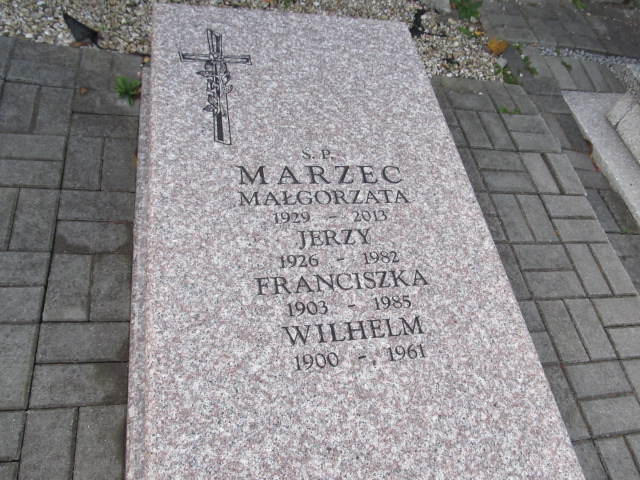 S. P.
MARZEC
MAŁGORZATA
1929 - 2013
JERZY
1926 - 1982
FRANCISZKA
1903 - 1985
WILHELM
1900 - 1961